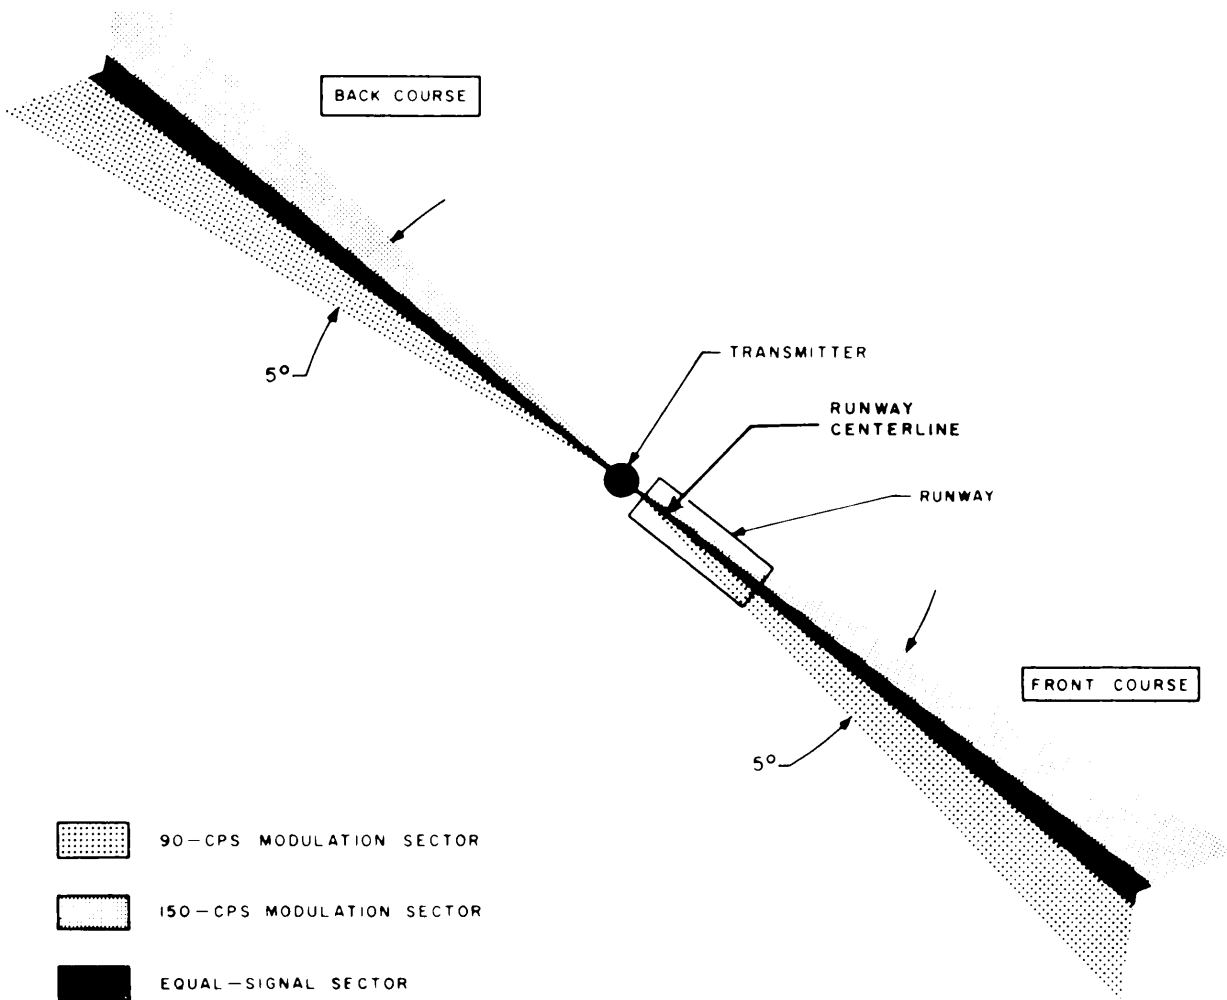 BACK COURSE
5°
TRANSMITTER
RUNWAY
CENTERLINE
RUNWAY
FRONT COURSE
5°
90-CPS MODULATION SECTOR
150-CPS MODULATION SECTOR
EQUAL-SIGNAL SECTOR